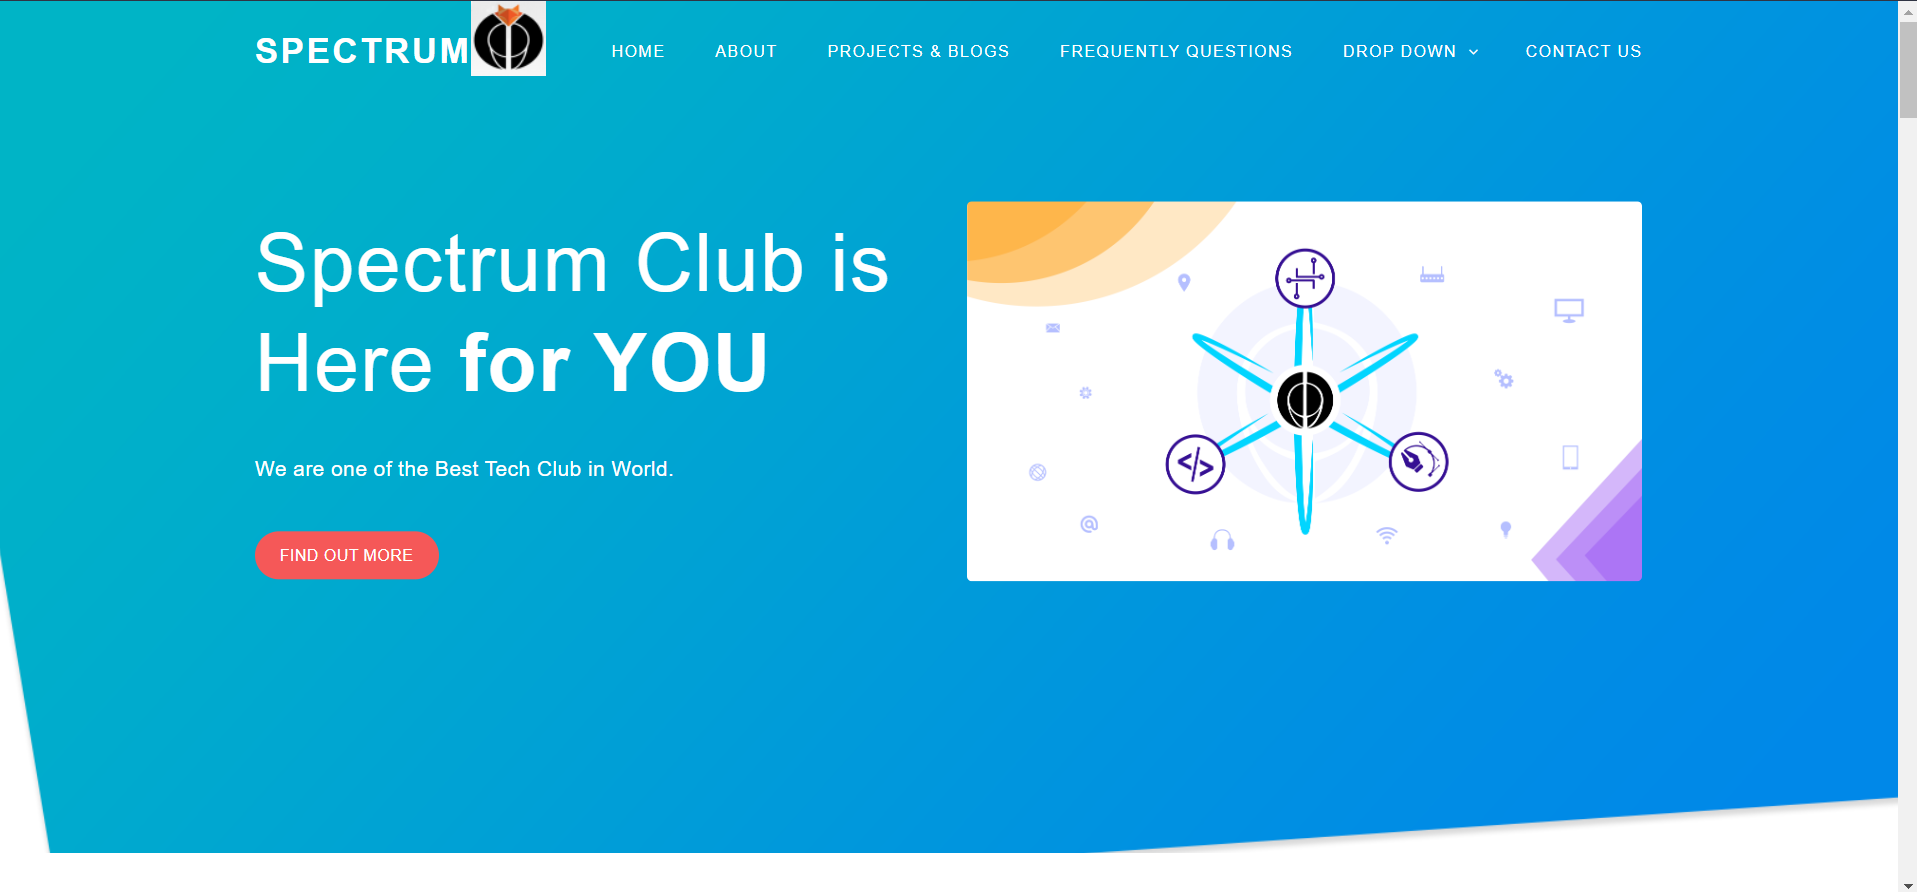 SPECTRUM
HOME ABOUT PROJECTS & BLOGS FREQUENTLY QUESTIONS DROP DOWN CONTACT US
Spectrum Club is
Here for YOU
We are one of the Best Tech Club in World.
FIND OUT MORE